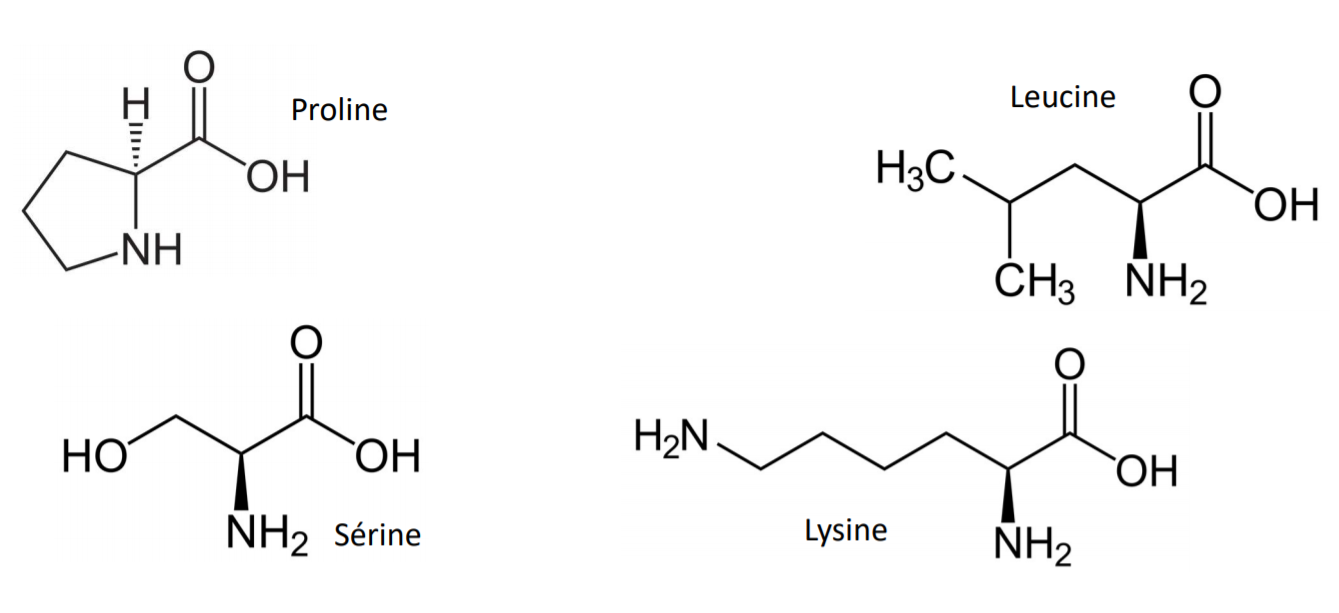 O
H
Proline
OH
NH
Leucine
O
H₃C
OH
CH₃
NH₂
O
HO
OH
NH₂
Sérine
O
H₂N
OH
Lysine
NH₂